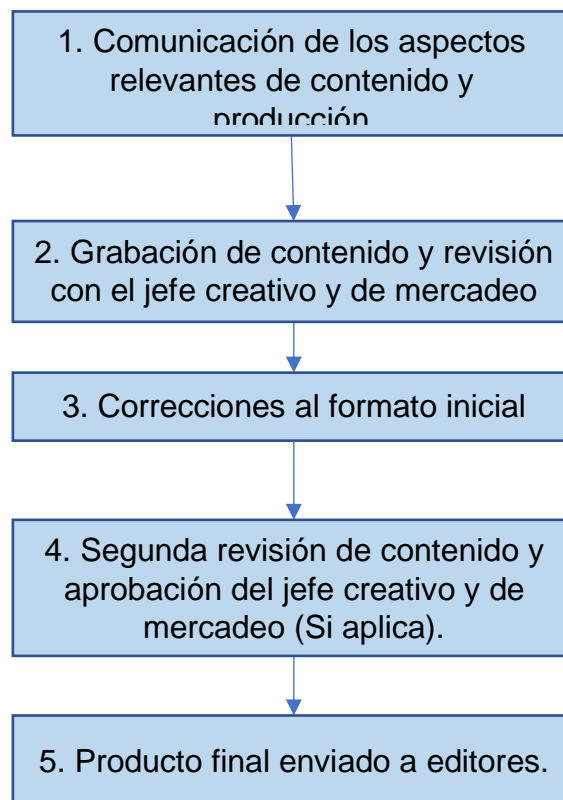 1. Comunicación de los aspectos
relevantes de contenido y
producción
2. Grabación de contenido y revisión
con el jefe creativo y de mercadeo
3. Correcciones al formato inicial
4. Segunda revisión de contenido y
aprobación del jefe creativo y de
mercadeo (Si aplica).
5. Producto final enviado a editores.